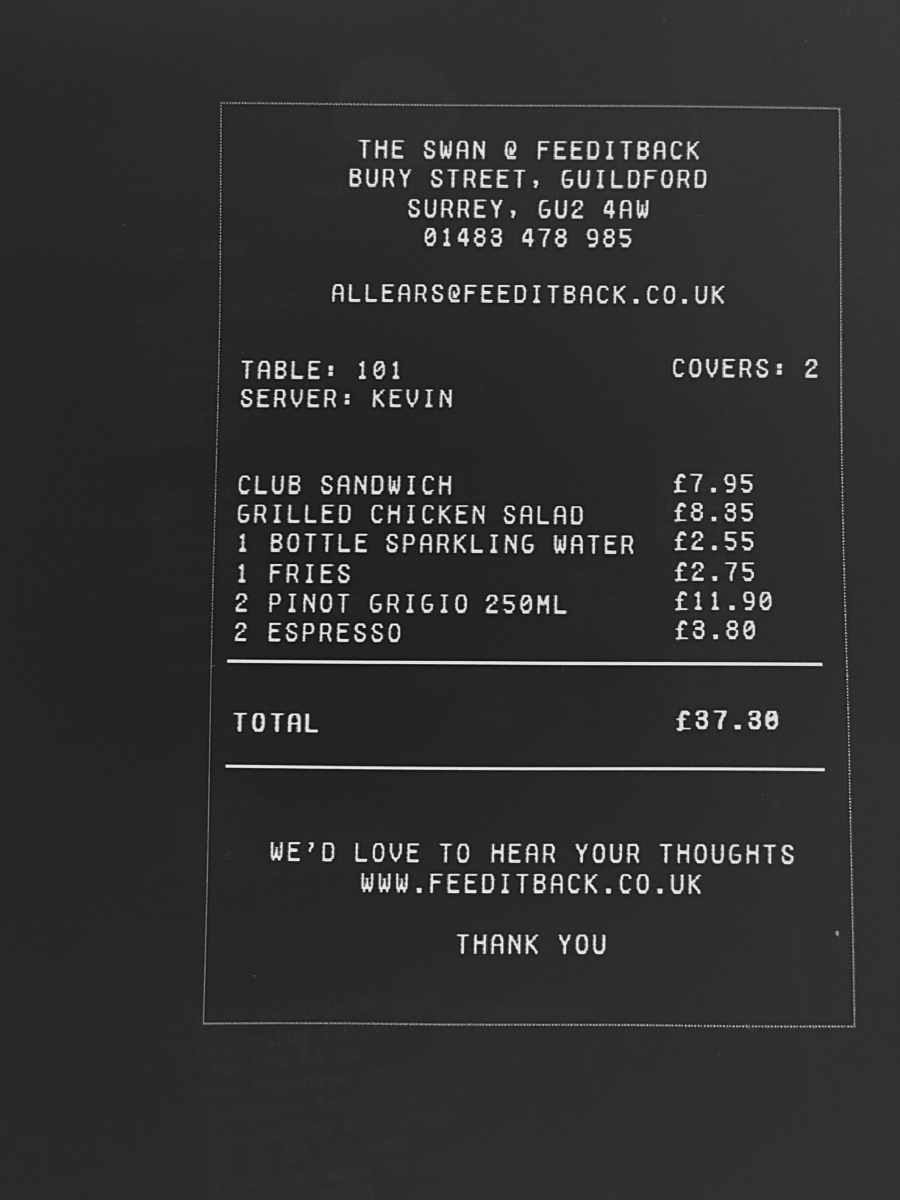 THE SWAN @ FEEDITBACK
BURY STREET, GUILDFORD
SURREY, GU2 4AW
01483 478 985
ALLEARS@FEEDITBACK.CO.UK
TABLE: 101 COVERS: 2
SERVER: KEVIN
CLUB SANDWICH £7.95
GRILLED CHICKEN SALAD £8.35
1 BOTTLE SPARKLING WATER £2.55
1 FRIES £2.75
2 PINOT GRIGIO 250ML £11.90
2 ESPRESSO £3.80
TOTAL £37.30
WE'D LOVE TO HEAR YOUR THOUGHTS
WWW.FEEDITBACK.CO.UK
THANK YOU